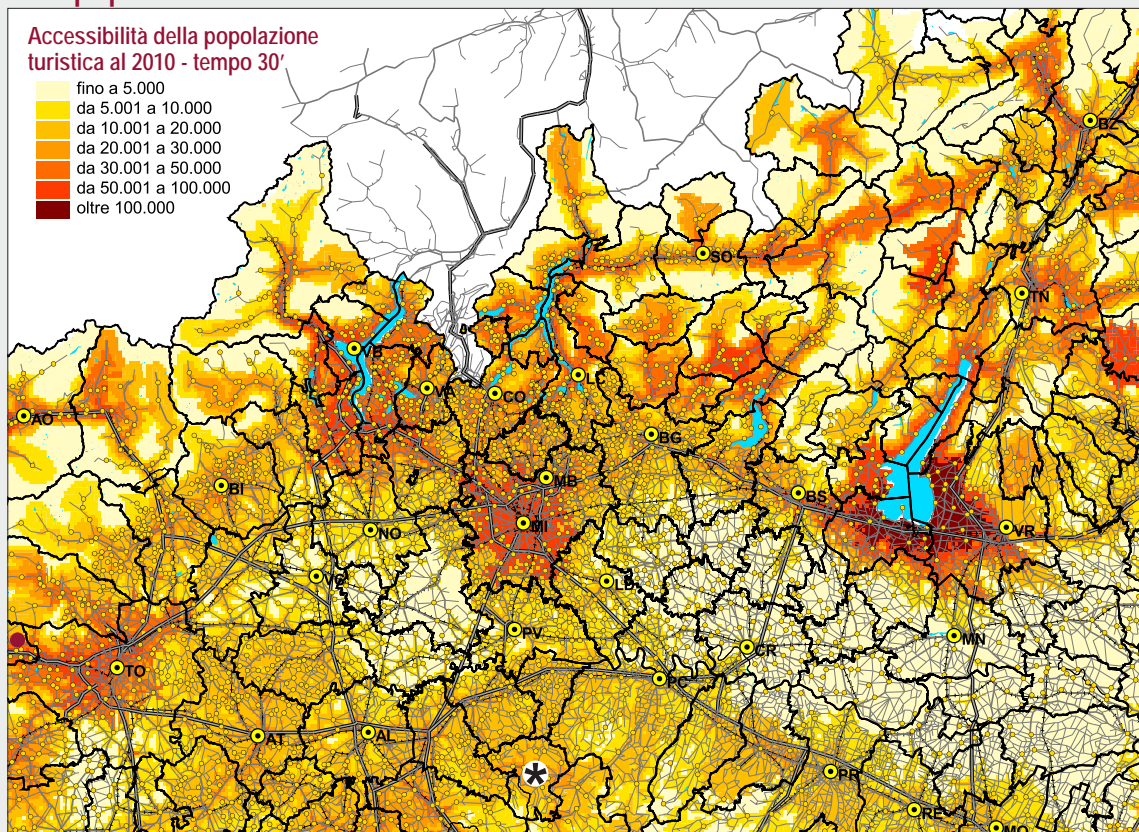 Accessibilità della popolazione
turistica al 2010 - tempo 30'
fino a 5.000
da 5.001 a 10.000
da 10.001 a 20.000
da 20.001 a 30.000
da 30.001 a 50.000
da 50.001 a 100.000
oltre 100.000
BZ
SO
TN
VB
VA
CO
LC
AO
BG
BI
MB
BS
MI
NO
VR
VC
LO
PV
MN
CR
TO
PC
AT
AL
*
PR
RE